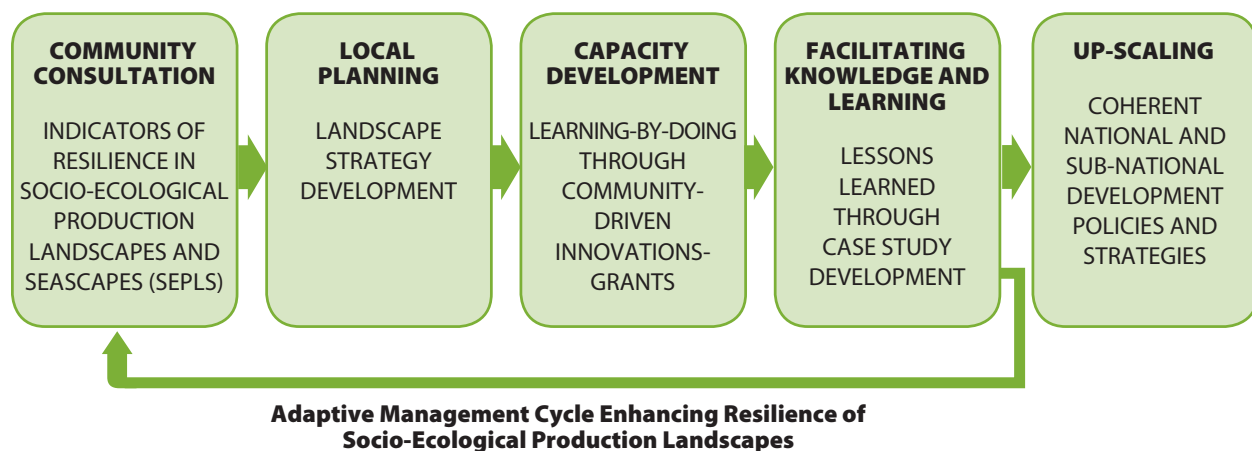 COMMUNITY
CONSULTATION
INDICATORS OF
RESILIENCE IN
SOCIO-ECOLOGICAL
PRODUCTION
LANDSCAPES AND
SEASCAPES (SEPLS)
LOCAL
PLANNING
LANDSCAPE
STRATEGY
DEVELOPMENT
CAPACITY
DEVELOPMENT
LEARNING-BY-DOING
THROUGH
COMMUNITY-
DRIVEN
INNOVATIONS-
GRANTS
FACILITATING
KNOWLEDGE AND
LEARNING
LESSONS
LEARNED
THROUGH
CASE STUDY
DEVELOPMENT
UP-SCALING
COHERENT
NATIONAL AND
SUB-NATIONAL
DEVELOPMENT
POLICIES AND
STRATEGIES
Adaptive Management Cycle Enhancing Resilience of
Socio-Ecological Production Landscapes